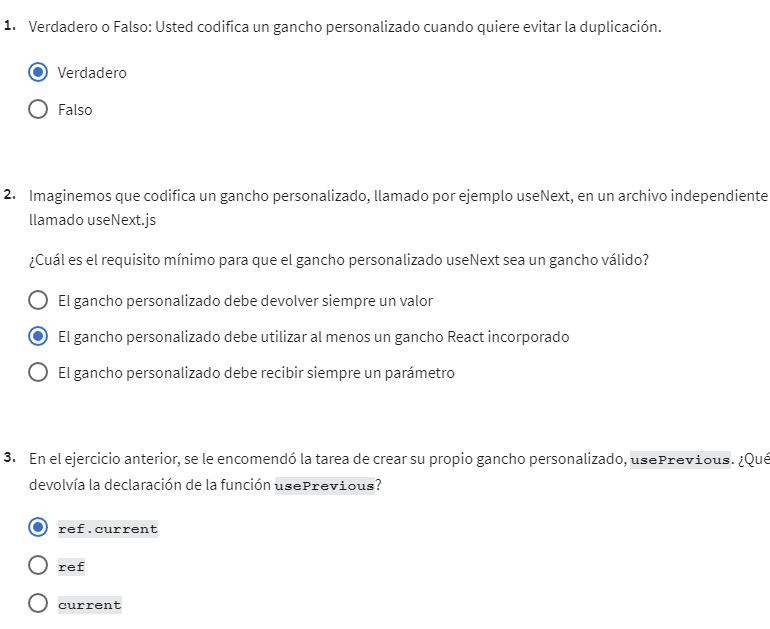 1. Verdadero o Falso: Usted codifica un gancho personalizado cuando quiere evitar la duplicación.
Verdadero
Falso
2. Imaginemos que codifica un gancho personalizado, llamado por ejemplo useNext, en un archivo independiente
llamado useNext.js
¿Cuál es el requisito mínimo para que el gancho personalizado useNext sea un gancho válido?
El gancho personalizado debe devolver siempre un valor
El gancho personalizado debe utilizar al menos un gancho React incorporado
El gancho personalizado debe recibir siempre un parámetro
3. En el ejercicio anterior, se le encomendó la tarea de crear su propio gancho personalizado, usePrevious. ¿Qué
devolvía la declaración de la función usePrevious?
ref.current
ref
current